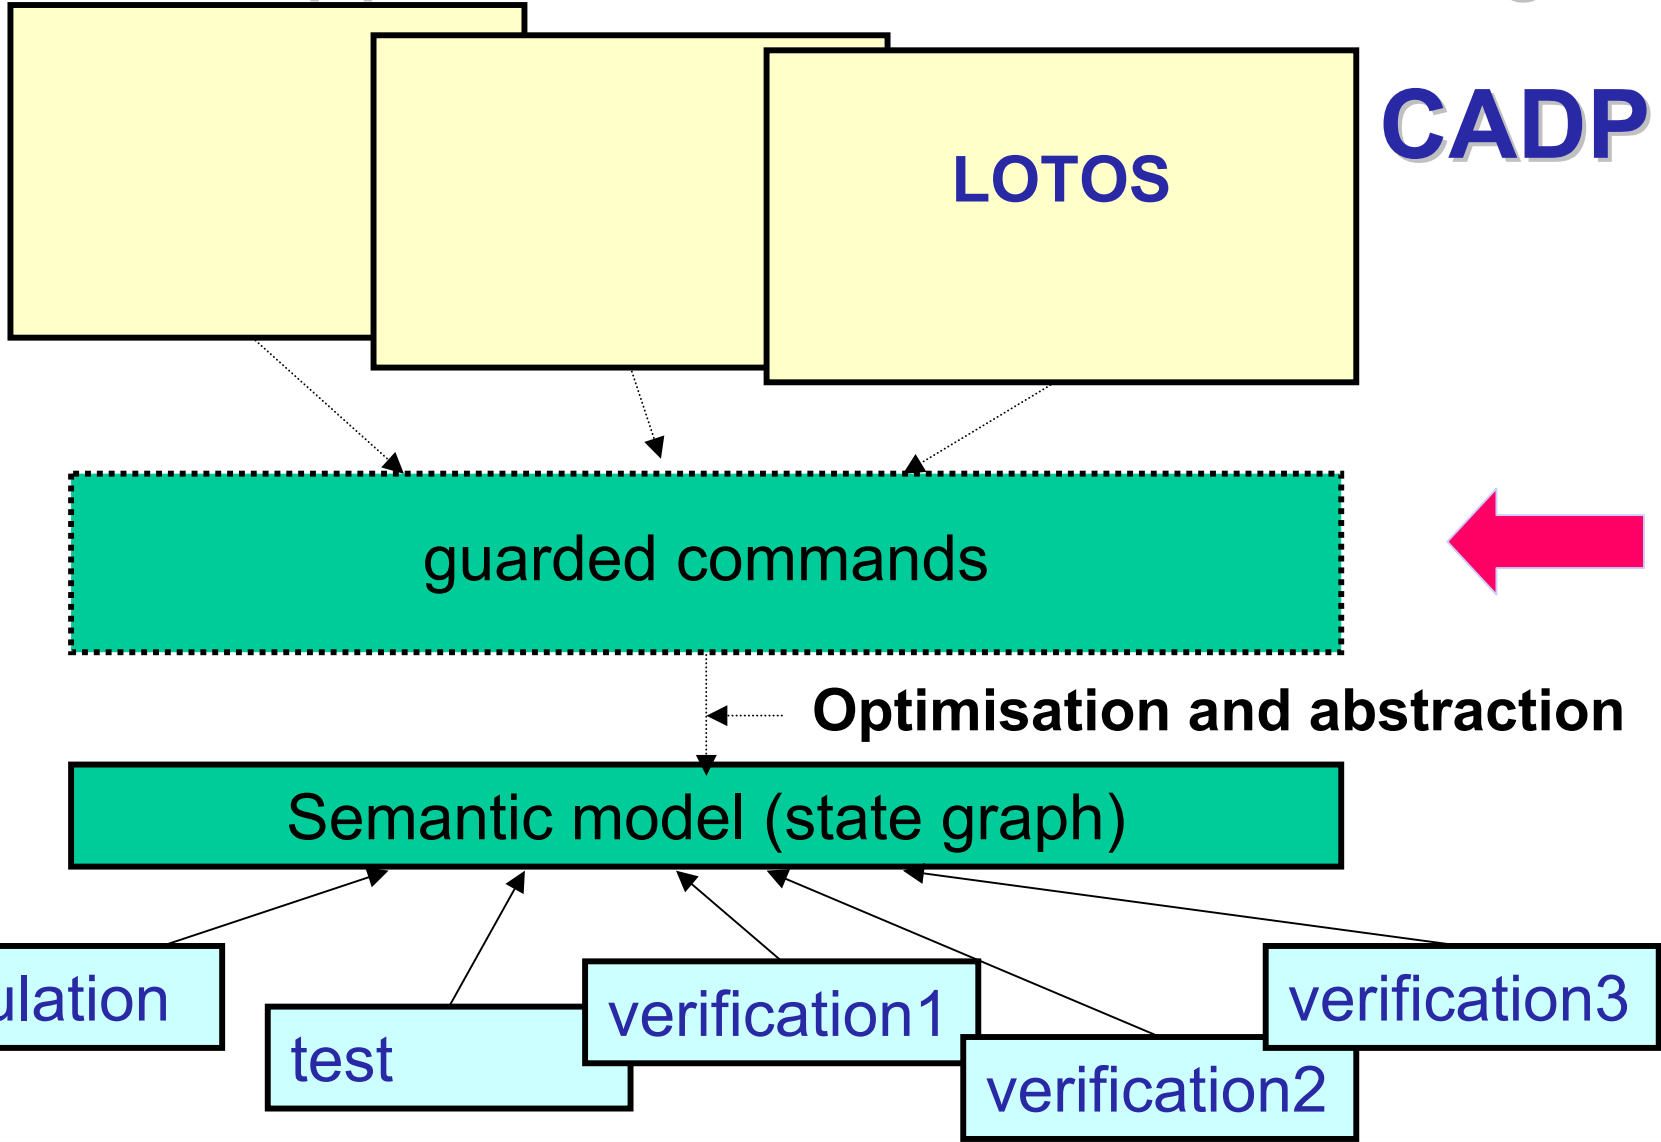 CADP
LOTOS
guarded commands
Optimisation and abstraction
Semantic model (state graph)
ulation
verification1
verification3
test
verification2